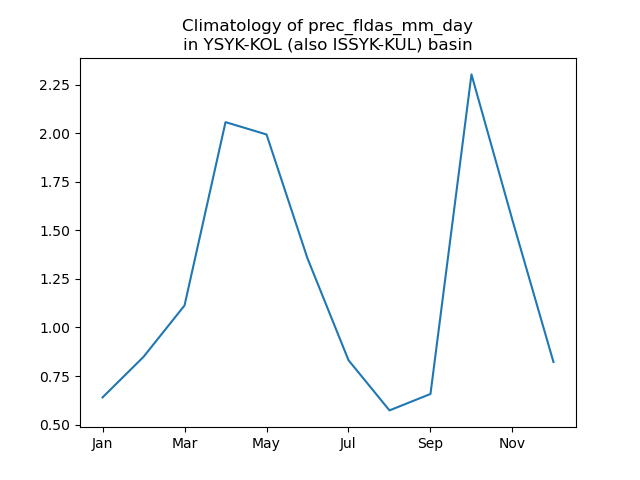 Climatology of prec_fldas_mm_day
in YSYK-KOL (also ISSYK-KUL) basin
2.25
2.00
1.75
1.50
1.25
1.00
0.75
0.50
Jan Mar May Jul Sep Nov